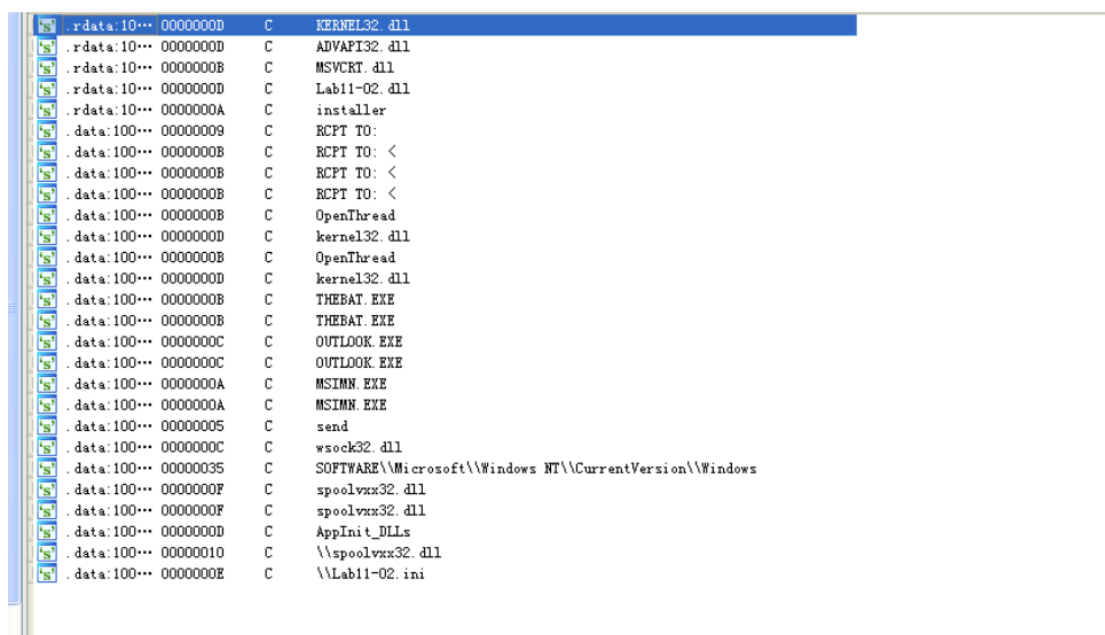 .rdata:10… 0000000D C KERNEL32.dll
.rdata:10… 0000000D C ADVAPI32.dll
.rdata:10… 0000000B C MSVCRT.dll
.rdata:10… 0000000D C Lab11-02.dll
.rdata:10… 0000000A C installer
.data:100… 00000009 C RCPT TO:
.data:100… 0000000B C RCPT TO: <
.data:100… 0000000B C RCPT TO: <
.data:100… 0000000B C RCPT TO: <
.data:100… 0000000B C OpenThread
.data:100… 0000000D C kernel32.dll
.data:100… 0000000B C OpenThread
.data:100… 0000000D C kernel32.dll
.data:100… 0000000B C THEBAT.EXE
.data:100… 0000000B C THEBAT.EXE
.data:100… 0000000C C OUTLOOK.EXE
.data:100… 0000000C C OUTLOOK.EXE
.data:100… 0000000A C MSIMN.EXE
.data:100… 0000000A C MSIMN.EXE
.data:100… 00000005 C send
.data:100… 0000000C C wsock32.dll
.data:100… 00000035 C SOFTWARE\\Microsoft\\Windows NT\\CurrentVersion\\Windows
.data:100… 0000000F C spoolvxx32.dll
.data:100… 0000000F C spoolvxx32.dll
.data:100… 0000000D C AppInit_DLLs
.data:100… 00000010 C \\spoolvxx32.dll
.data:100… 0000000E C \\Lab11-02.ini